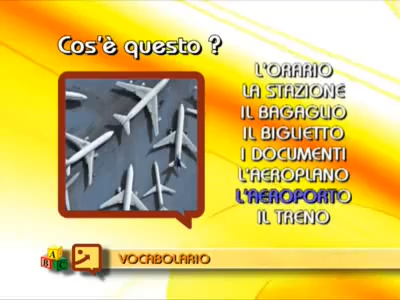 Cos'è questo ?
L'ORARIO
LA STAZIONE
IL BAGAGLIO
IL BIGLIETTO
I DOCUMENTI
L'AEROPLANO
L'AEROPORTO
IL TRENO
A
B C
VOCABOLARIO